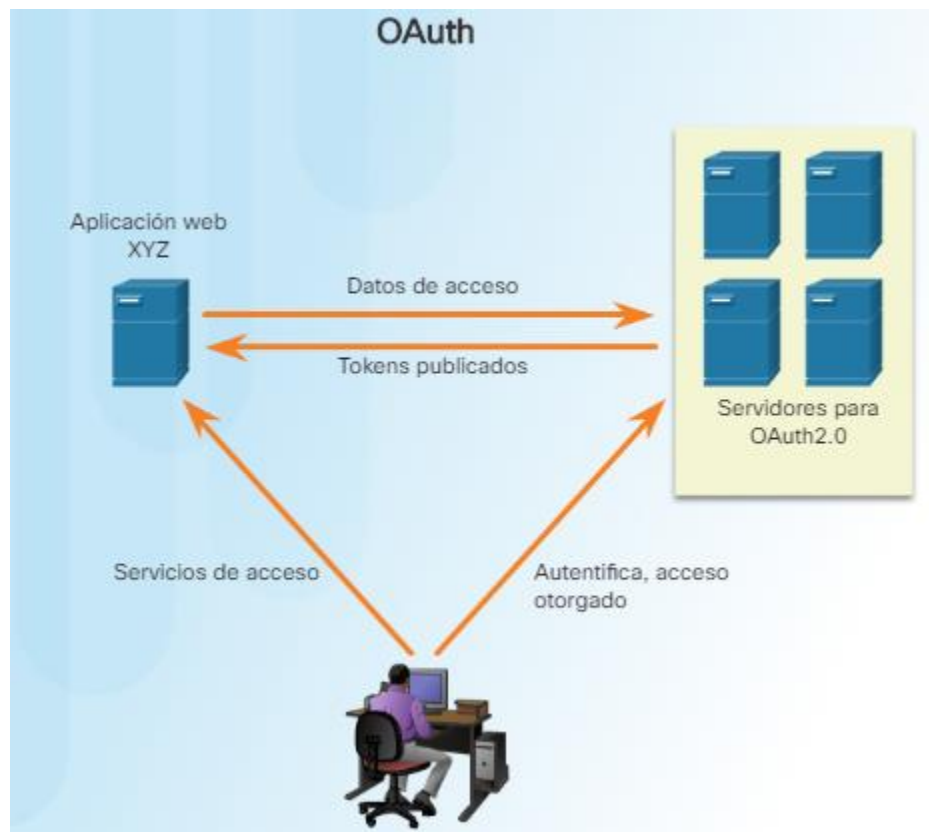 OAuth
Aplicación web
XYZ
Datos de acceso
Tokens publicados
Servidores para
OAuth2.0
Servicios de acceso
Autentifica, acceso
otorgado